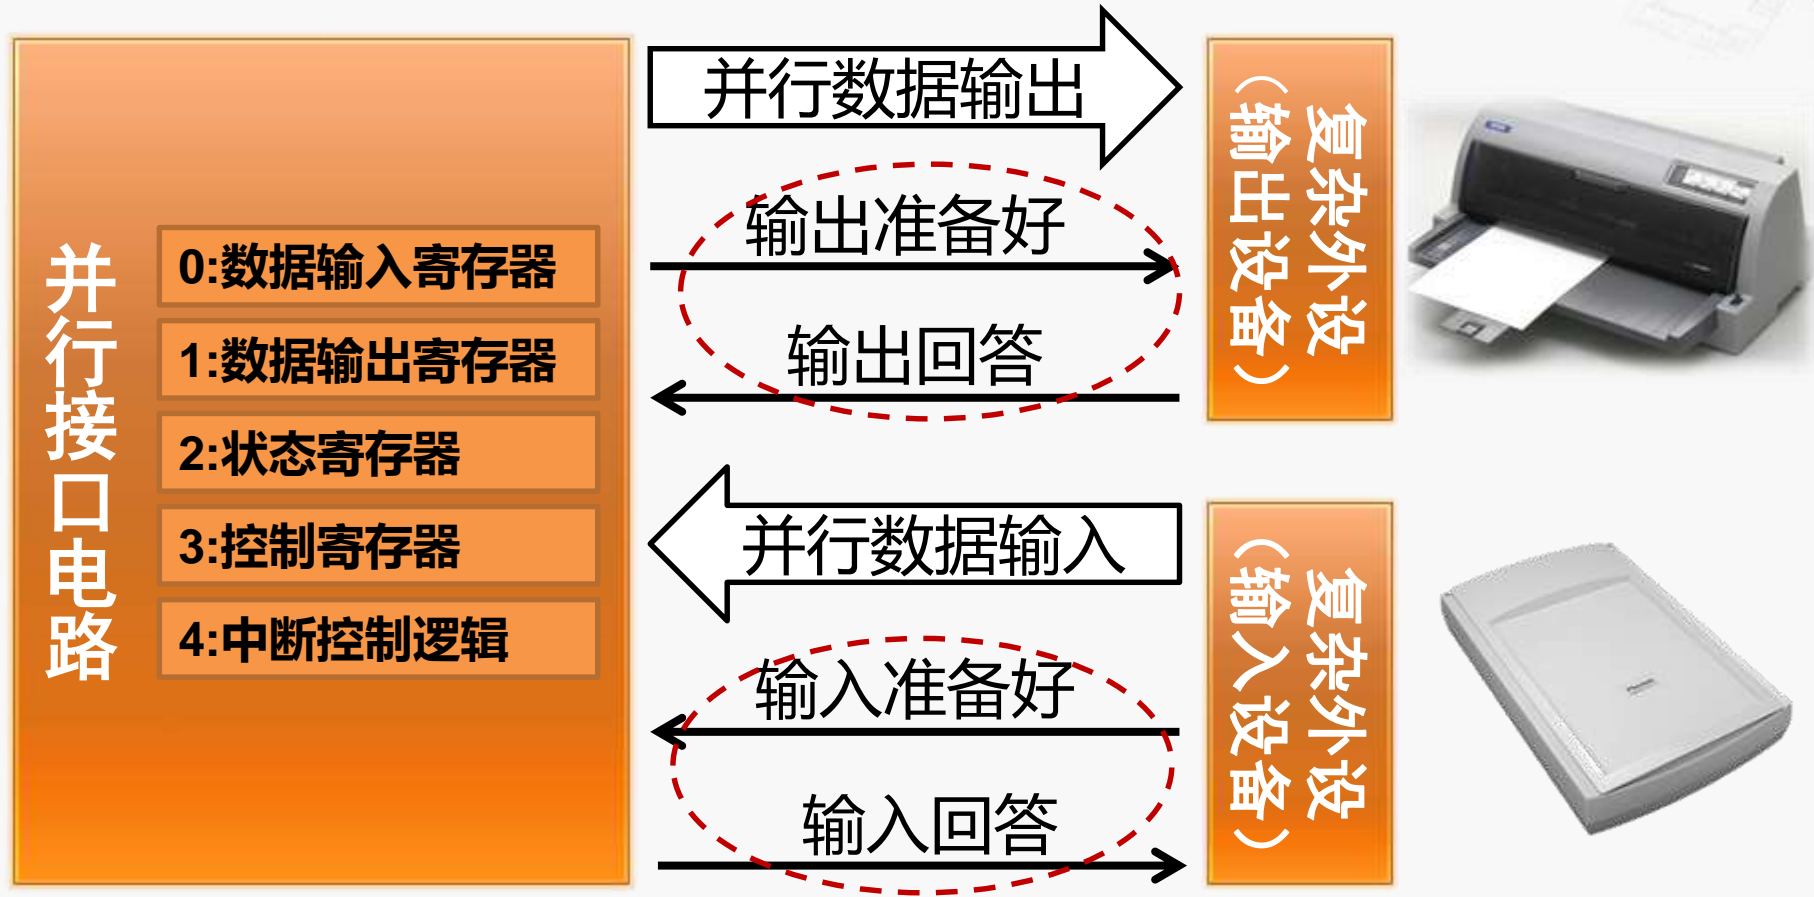 并行接口电路
0:数据输入寄存器
1:数据输出寄存器
2:状态寄存器
3:控制寄存器
4:中断控制逻辑
并行数据输出
输出准备好
输出回答
复杂外设
（输出设备）
并行数据输入
输入准备好
输入回答
复杂外设
（输入设备）